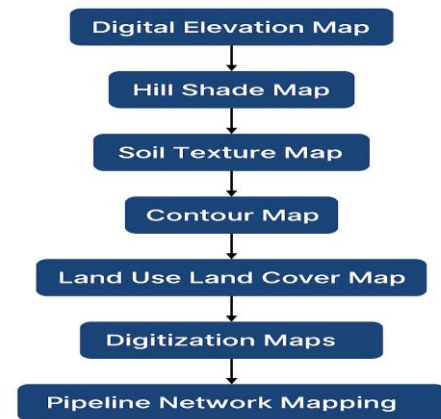 Digital Elevation Map
Hill Shade Map
Soil Texture Map
Contour Map
Land Use Land Cover Map
Digitization Maps
Pipeline Network Mapping